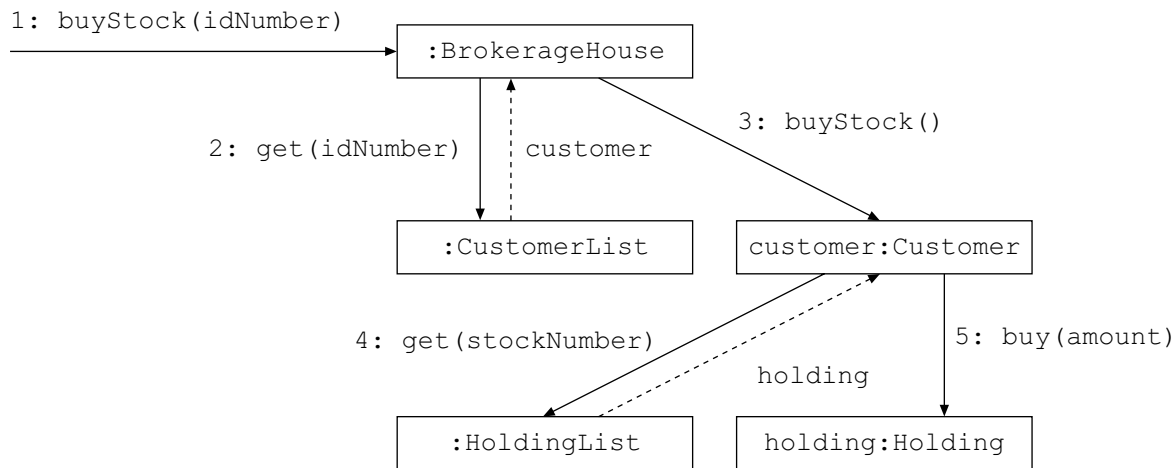 1: buyStock(idNumber)
:BrokerageHouse
3: buyStock()
2: get(idNumber)
customer
:CustomerList
customer:Customer
4: get(stockNumber)
5: buy(amount)
holding
:HoldingList
holding:Holding